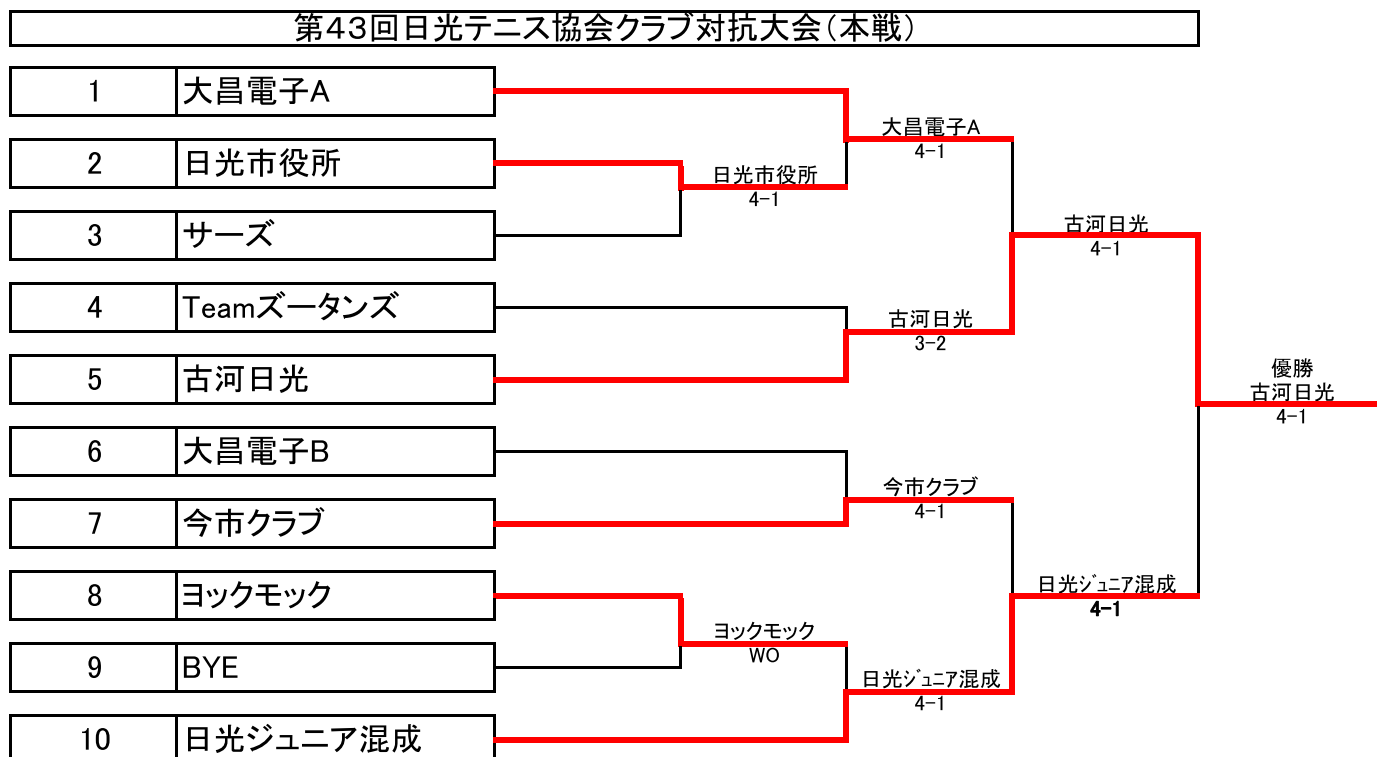 第４３回日光テニス協会クラブ対抗大会（本戦）
1 大昌電子A
2 日光市役所
3 サーズ
4 Teamズータンズ
5 古河日光
6 大昌電子B
7 今市クラブ
8 ヨックモック
9 BYE
10 日光ジュニア混成
日光市役所
4-1
ヨックモック
WO
大昌電子A
4-1
古河日光
3-2
今市クラブ
4-1
日光ｼﾞｭﾆｱ混成
4-1
古河日光
4-1
日光ｼﾞｭﾆｱ混成
4-1
優勝
古河日光
4-1